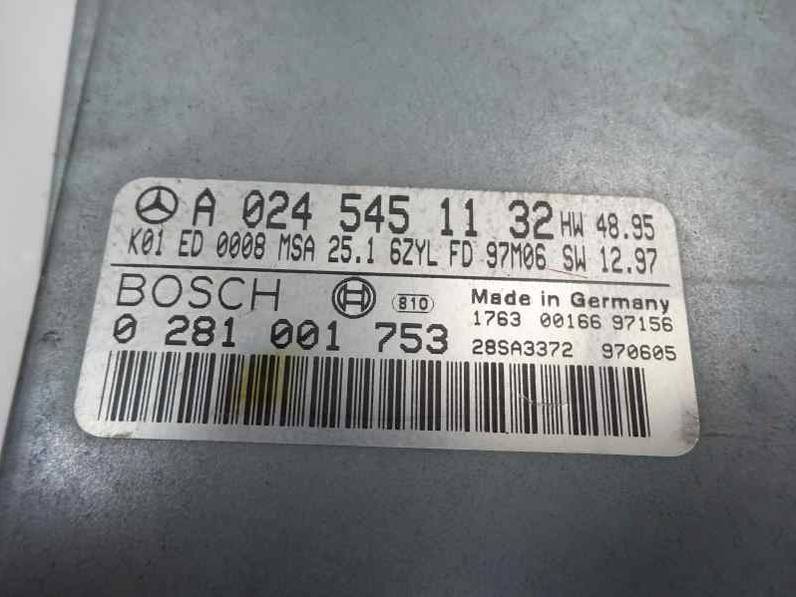 A 024 545 11 32 HW 48.95
K01 ED 0008 MSA 25.1 6ZYL FD 97M06 SW 12.97
BOSCH 810 Made in Germany
1763 00166 97156
0 281 001 753 28SA3372 970605